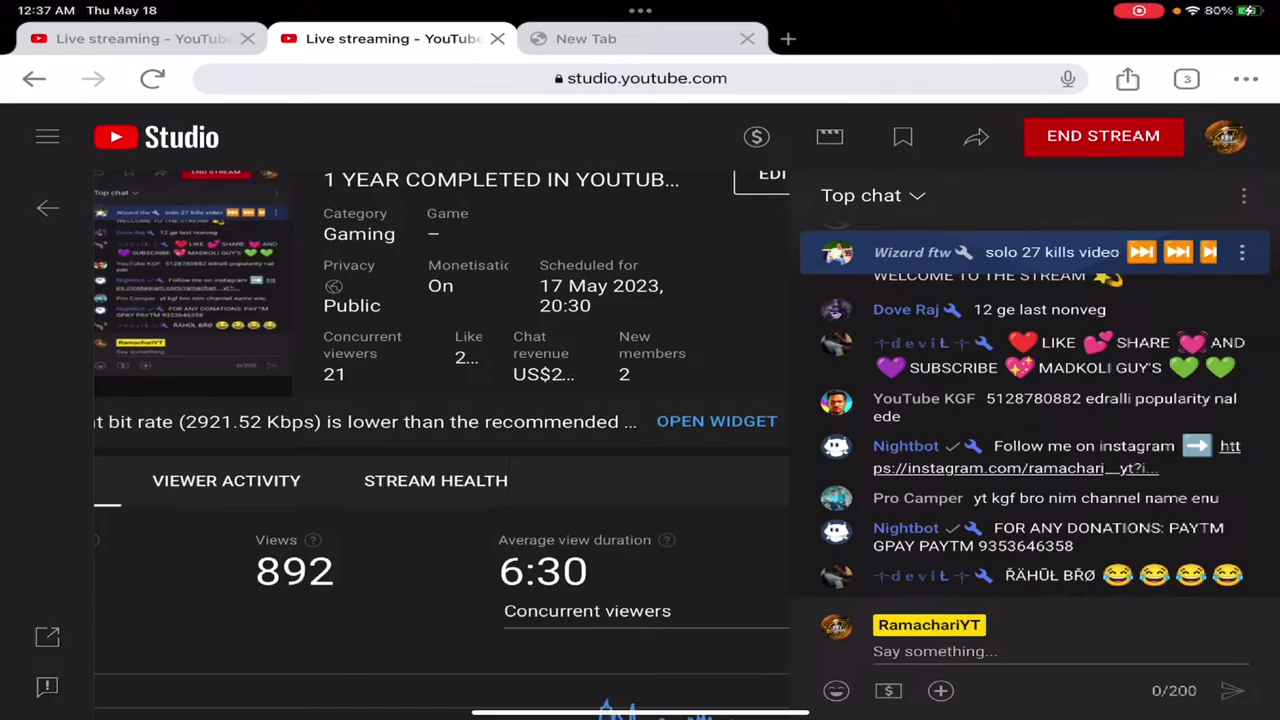 12:37 AM Thu May 18
80%
Live streaming - YouTube
Live streaming - YouTube
New Tab
studio.youtube.com
3
Studio
END STREAM
1 YEAR COMPLETED IN YOUTUB...
EDI
Category
Game
Gaming
–
Privacy
Monetisatic
Scheduled for
Public
On
17 May 2023,
20:30
Concurrent
viewers
Like
Chat
revenue
New
members
21
2...
US$2...
2
t bit rate (2921.52 Kbps) is lower than the recommended ...
OPEN WIDGET
VIEWER ACTIVITY
STREAM HEALTH
Views
892
Average view duration
6:30
Concurrent viewers
Top chat
Wizard ftw solo 27 kills video ⏭️ ⏭️
WELCOME TO THE STREAM 💫
Dove Raj 12 ge last nonveg
⸸𝕕𝕖𝕧𝕚Ł⸸ ❤️ LIKE 💕 SHARE 💓 AND
💜 SUBSCRIBE 💖 MADKOLI GUY'S 💚 💚
YouTube KGF 5128780882 edralli popularity nal
ede
Nightbot Follow me on instagram ➡️ htt
ps://instagram.com/ramachari__yt?i...
Pro Camper yt kgf bro nim channel name enu
Nightbot FOR ANY DONATIONS: PAYTM
GPAY PAYTM 9353646358
⸸𝕕𝕖𝕧𝕚Ł⸸ ŘÄHŪŁ BŘØ 😂 😂 😂 😂
RamachariYT
Say something...
0/200